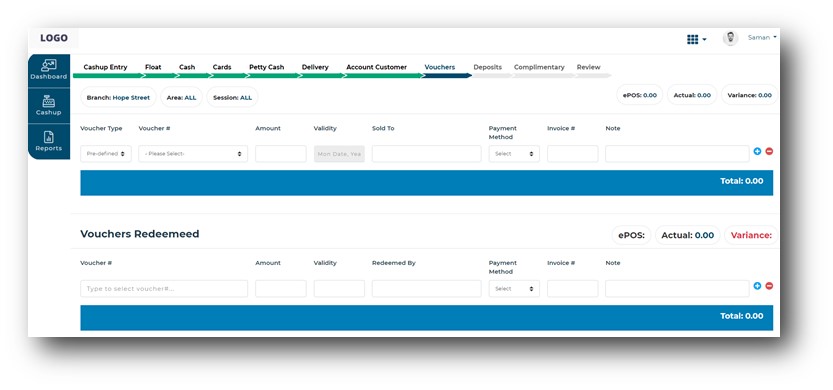 LOGO
Saman
Dashboard
Cashup
Reports
Cashup Entry Float Cash Cards Petty Cash Delivery Account Customer Vouchers Deposits Complimentary Review
Branch: Hope Street Area: ALL Session: ALL ePOS: 0.00 Actual: 0.00 Variance: 0.00
Voucher Type Voucher # Amount Validity Sold To Payment Method Invoice # Note
Pre-defined - Please Select- Mon Date, Yea Select
Total: 0.00
Vouchers Redeemeed ePOS: Actual: 0.00 Variance:
Voucher # Amount Validity Redeemed By Payment Method Invoice # Note
Type to select voucher#... Select
Total: 0.00